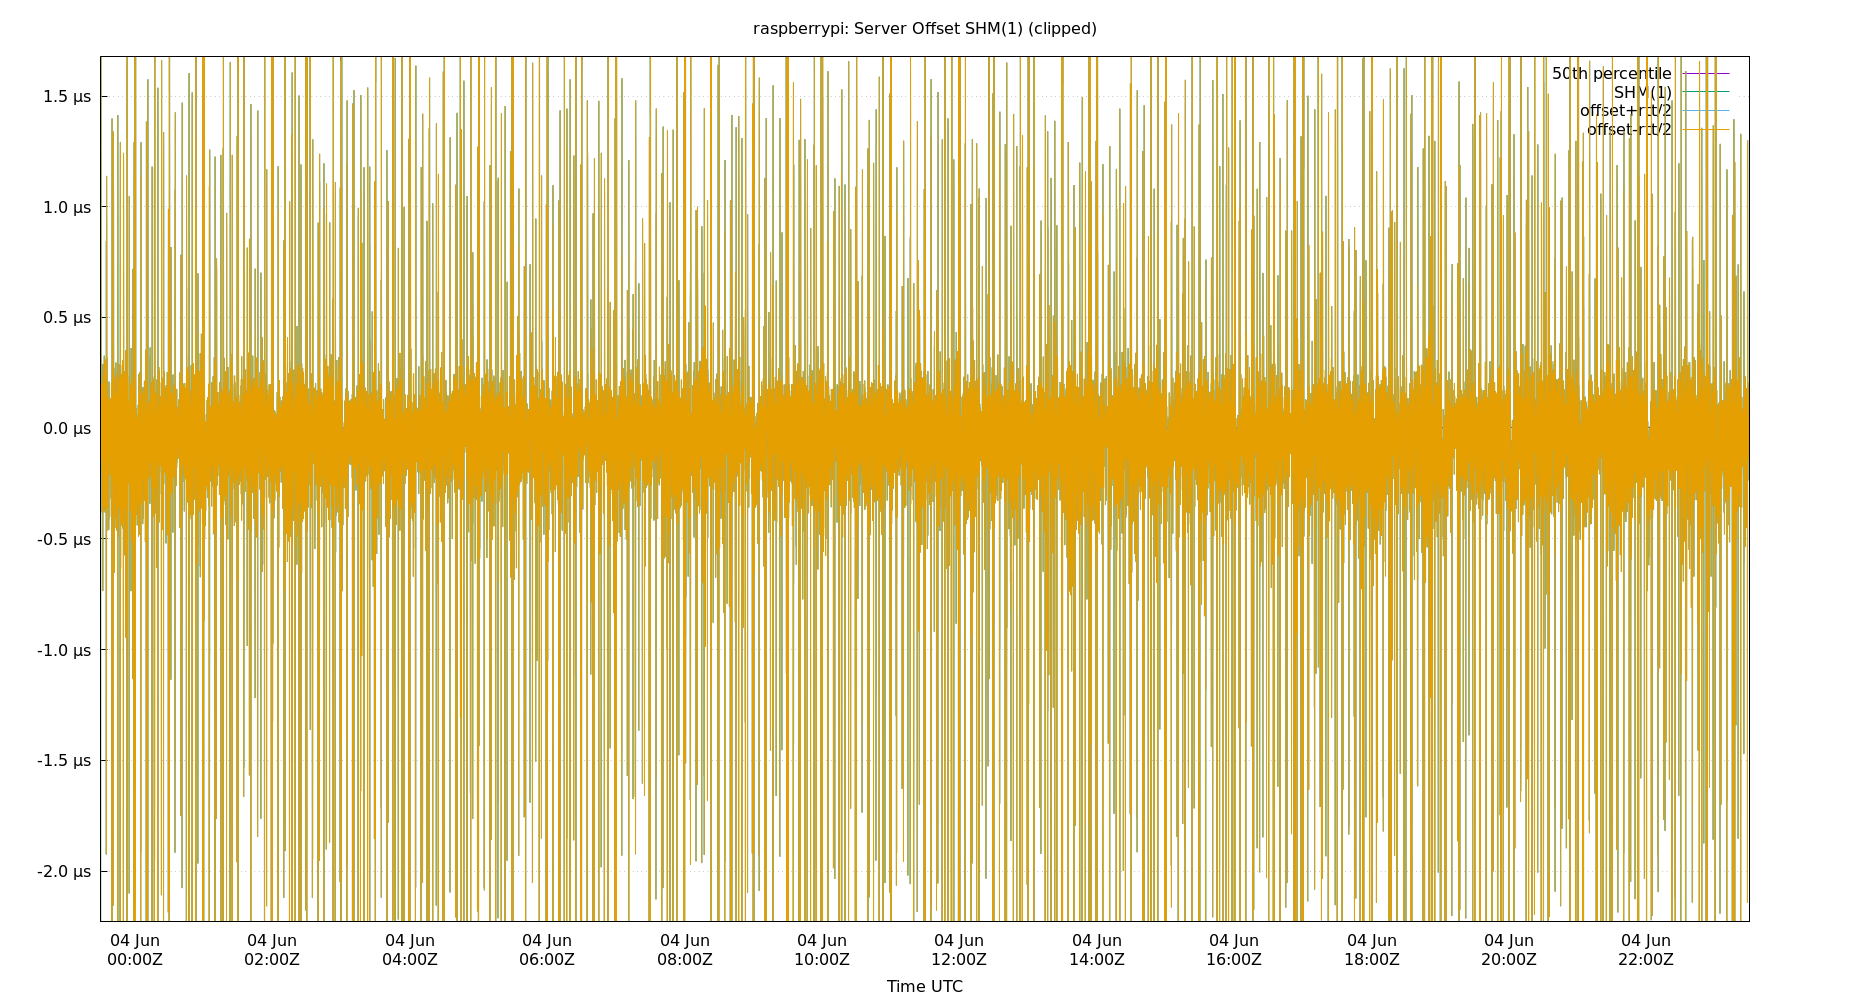 raspberrypi: Server Offset SHM(1) (clipped)
50th percentile
SHM(1)
offset+rtt/2
offset-rtt/2
1.5 µs
1.0 µs
0.5 µs
0.0 µs
-0.5 µs
-1.0 µs
-1.5 µs
-2.0 µs
04 Jun 04 Jun 04 Jun 04 Jun 04 Jun 04 Jun 04 Jun 04 Jun 04 Jun 04 Jun 04 Jun 04 Jun
00:00Z 02:00Z 04:00Z 06:00Z 08:00Z 10:00Z 12:00Z 14:00Z 16:00Z 18:00Z 20:00Z 22:00Z
Time UTC